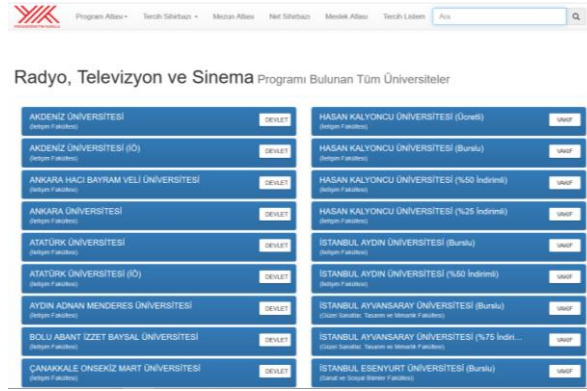 Program Atlası
Tercih Sihirbazı
Mezun Atlası
Net Sihirbazı
Meslek Atlası
Tercih Listem
Ara
Radyo, Televizyon ve Sinema Programı Bulunan Tüm Üniversiteler
AKDENİZ ÜNİVERSİTESİ
(İletişim Fakültesi)
DEVLET
AKDENİZ ÜNİVERSİTESİ (İÖ)
(İletişim Fakültesi)
DEVLET
ANKARA HACI BAYRAM VELİ ÜNİVERSİTESİ
(İletişim Fakültesi)
DEVLET
ANKARA ÜNİVERSİTESİ
(İletişim Fakültesi)
DEVLET
ATATÜRK ÜNİVERSİTESİ
(İletişim Fakültesi)
DEVLET
ATATÜRK ÜNİVERSİTESİ (İÖ)
(İletişim Fakültesi)
DEVLET
AYDIN ADNAN MENDERES ÜNİVERSİTESİ
(İletişim Fakültesi)
DEVLET
BOLU ABANT İZZET BAYSAL ÜNİVERSİTESİ
(İletişim Fakültesi)
DEVLET
ÇANAKKALE ONSEKİZ MART ÜNİVERSİTESİ
(İletişim Fakültesi)
DEVLET
HASAN KALYONCU ÜNİVERSİTESİ (Ücretli)
(İletişim Fakültesi)
VAKIF
HASAN KALYONCU ÜNİVERSİTESİ (Burslu)
(İletişim Fakültesi)
VAKIF
HASAN KALYONCU ÜNİVERSİTESİ (%50 İndirimli)
(İletişim Fakültesi)
VAKIF
HASAN KALYONCU ÜNİVERSİTESİ (%25 İndirimli)
(İletişim Fakültesi)
VAKIF
İSTANBUL AYDIN ÜNİVERSİTESİ (Burslu)
(İletişim Fakültesi)
VAKIF
İSTANBUL AYDIN ÜNİVERSİTESİ (%50 İndirimli)
(İletişim Fakültesi)
VAKIF
İSTANBUL AYVANSARAY ÜNİVERSİTESİ (Burslu)
(Güzel Sanatlar, Tasarım ve Mimarlık Fakültesi)
VAKIF
İSTANBUL AYVANSARAY ÜNİVERSİTESİ (%75 İndiri...
(Güzel Sanatlar, Tasarım ve Mimarlık Fakültesi)
VAKIF
İSTANBUL ESENYURT ÜNİVERSİTESİ (Burslu)
(Sanat ve Sosyal Bilimler Fakültesi)
VAKIF